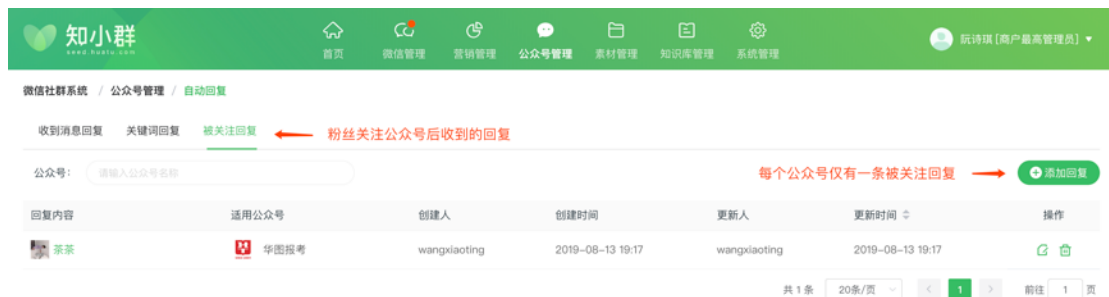 知小群
seed.huatu.com
首页 微信管理 营销管理 公众号管理 素材管理 知识库管理 系统管理
阮诗琪 [商户最高管理员]
微信社群系统 / 公众号管理 / 自动回复
收到消息回复 关键词回复 被关注回复 粉丝关注公众号后收到的回复
公众号: 请输入公众号名称 每个公众号仅有一条被关注回复 添加回复
回复内容 适用公众号 创建人 创建时间 更新人 更新时间 操作
茶茶 华图报考 wangxiaoting 2019-08-13 19:17 wangxiaoting 2019-08-13 19:17
共 1 条 20条/页 < 1 > 前往 1 页